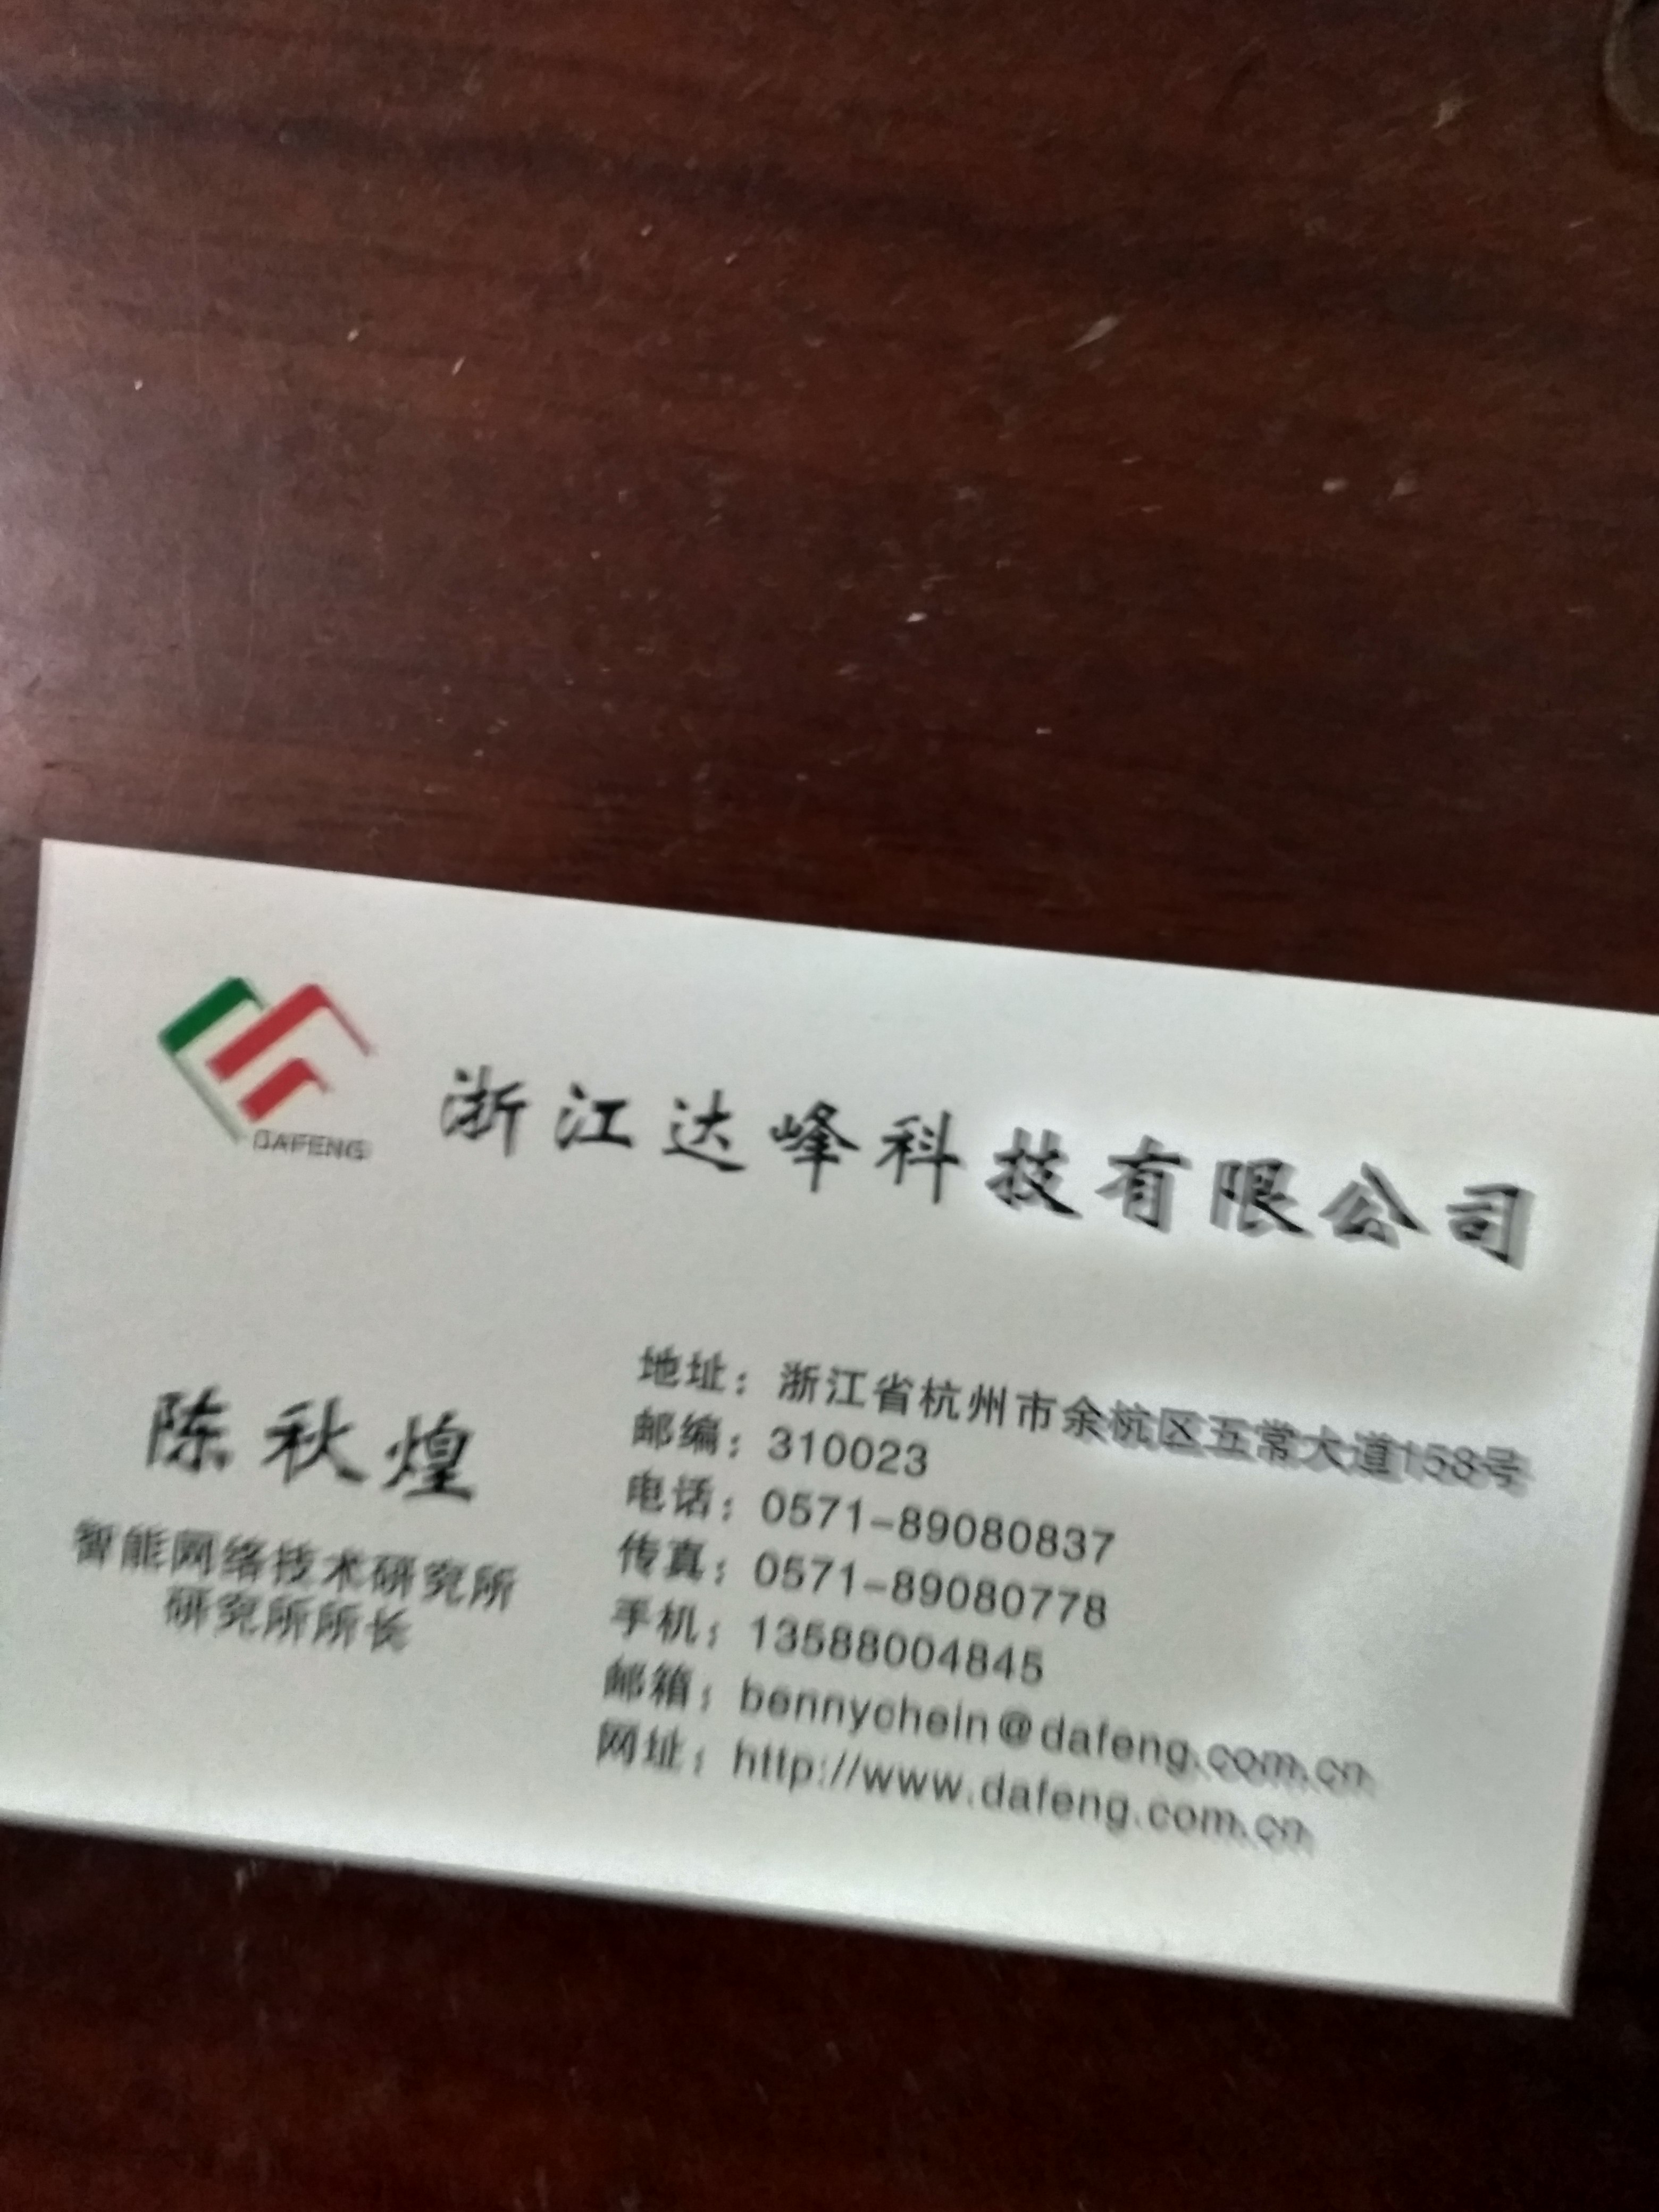 DAFENG
浙江达峰科技有限公司
陈秋煌
智能网络技术研究所
研究所所长
地址：浙江省杭州市余杭区五常大道158号
邮编：310023
电话：0571-89080837
传真：0571-89080778
手机：13588004845
邮箱：bennychein@dafeng.com.cn
网址：http://www.dafeng.com.cn